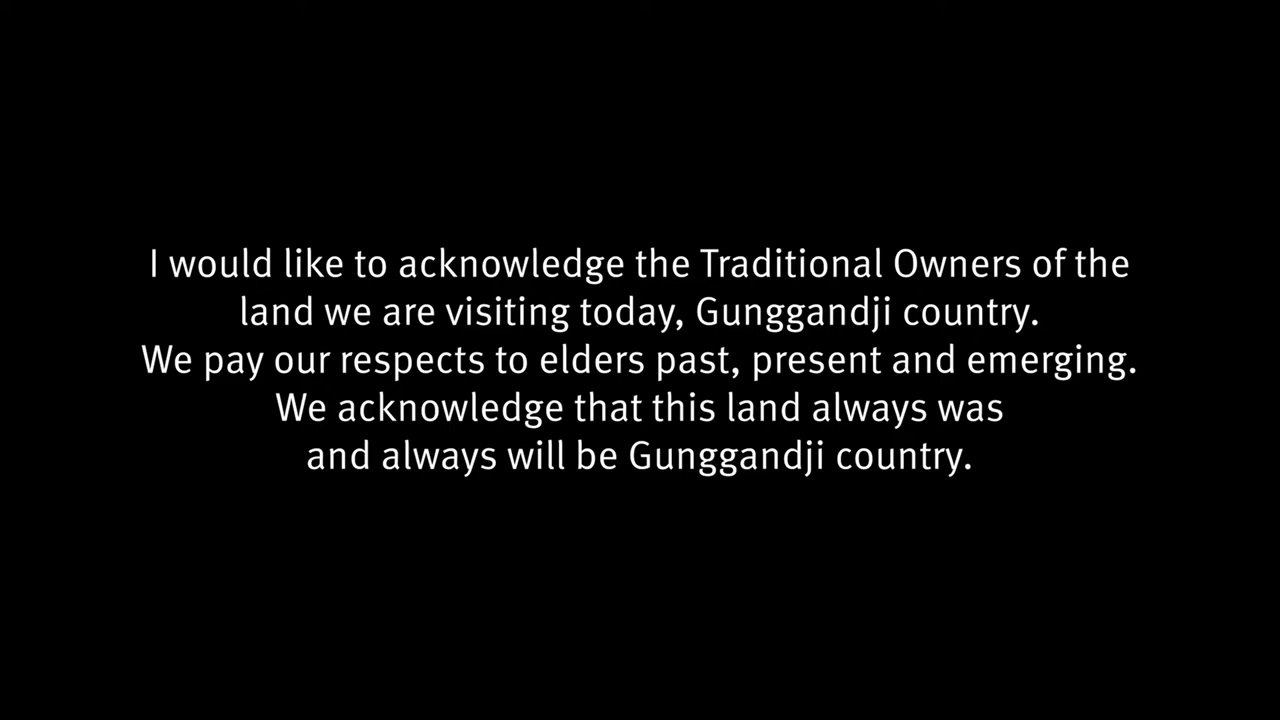 I would like to acknowledge the Traditional Owners of the
land we are visiting today, Gunggandji country.
We pay our respects to elders past, present and emerging.
We acknowledge that this land always was
and always will be Gunggandji country.